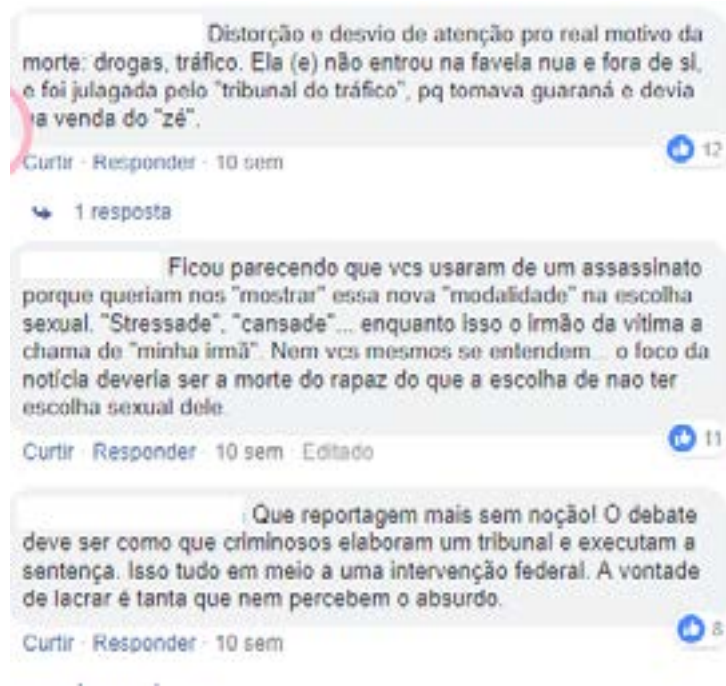 Distorção e desvio de atenção pro real motivo da
morte: drogas, tráfico. Ela (e) não entrou na favela nua e fora de si,
e foi julagada pelo "tribunal do tráfico", pq tomava guaraná e devia
na venda do "zé".
12
Curtir · Responder · 10 sem
1 resposta
Ficou parecendo que vcs usaram de um assassinato
porque queriam nos "mostrar" essa nova "modalidade" na escolha
sexual. "Stressade", "cansade"... enquanto isso o irmão da vítima a
chama de "minha irmã". Nem vcs mesmos se entendem... o foco da
notícia deveria ser a morte do rapaz do que a escolha de nao ter
escolha sexual dele.
11
Curtir · Responder · 10 sem · Editado
Que reportagem mais sem noção! O debate
deve ser como que criminosos elaboram um tribunal e executam a
sentença. Isso tudo em meio a uma intervenção federal. A vontade
de lacrar é tanta que nem percebem o absurdo.
8
Curtir · Responder · 10 sem